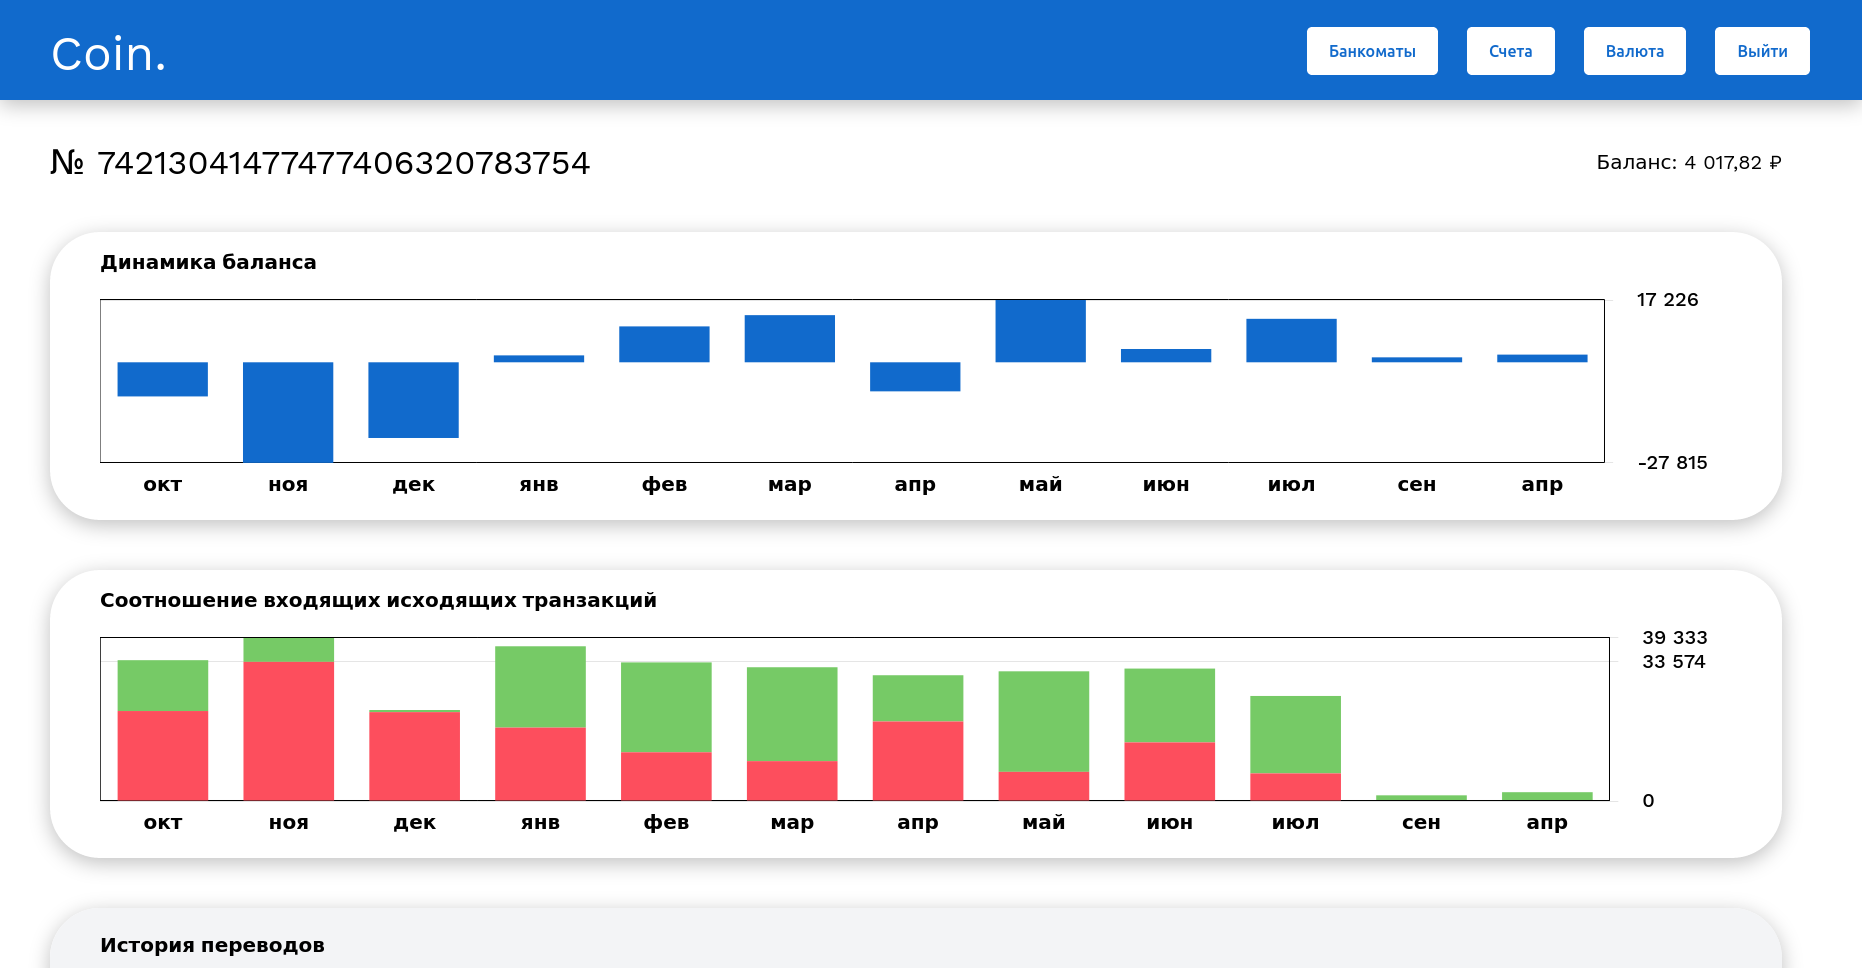 Coin.
Банкоматы Счета Валюта Выйти
№ 74213041477477406320783754
Баланс: 4 017,82 ₽
Динамика баланса
17 226
-27 815
окт ноя дек янв фев мар апр май июн июл сен апр
Соотношение входящих исходящих транзакций
39 333
33 574
0
окт ноя дек янв фев мар апр май июн июл сен апр
История переводов